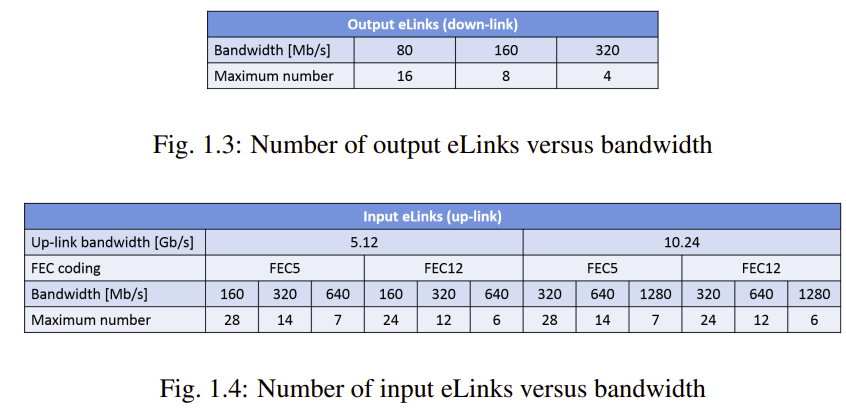 Output eLinks (down-link)
Bandwidth [Mb/s] 80 160 320
Maximum number 16 8 4
Fig. 1.3: Number of output eLinks versus bandwidth
Input eLinks (up-link)
Up-link bandwidth [Gb/s] 5.12 10.24
FEC coding FEC5 FEC12 FEC5 FEC12
Bandwidth [Mb/s] 160 320 640 160 320 640 320 640 1280 320 640 1280
Maximum number 28 14 7 24 12 6 28 14 7 24 12 6
Fig. 1.4: Number of input eLinks versus bandwidth